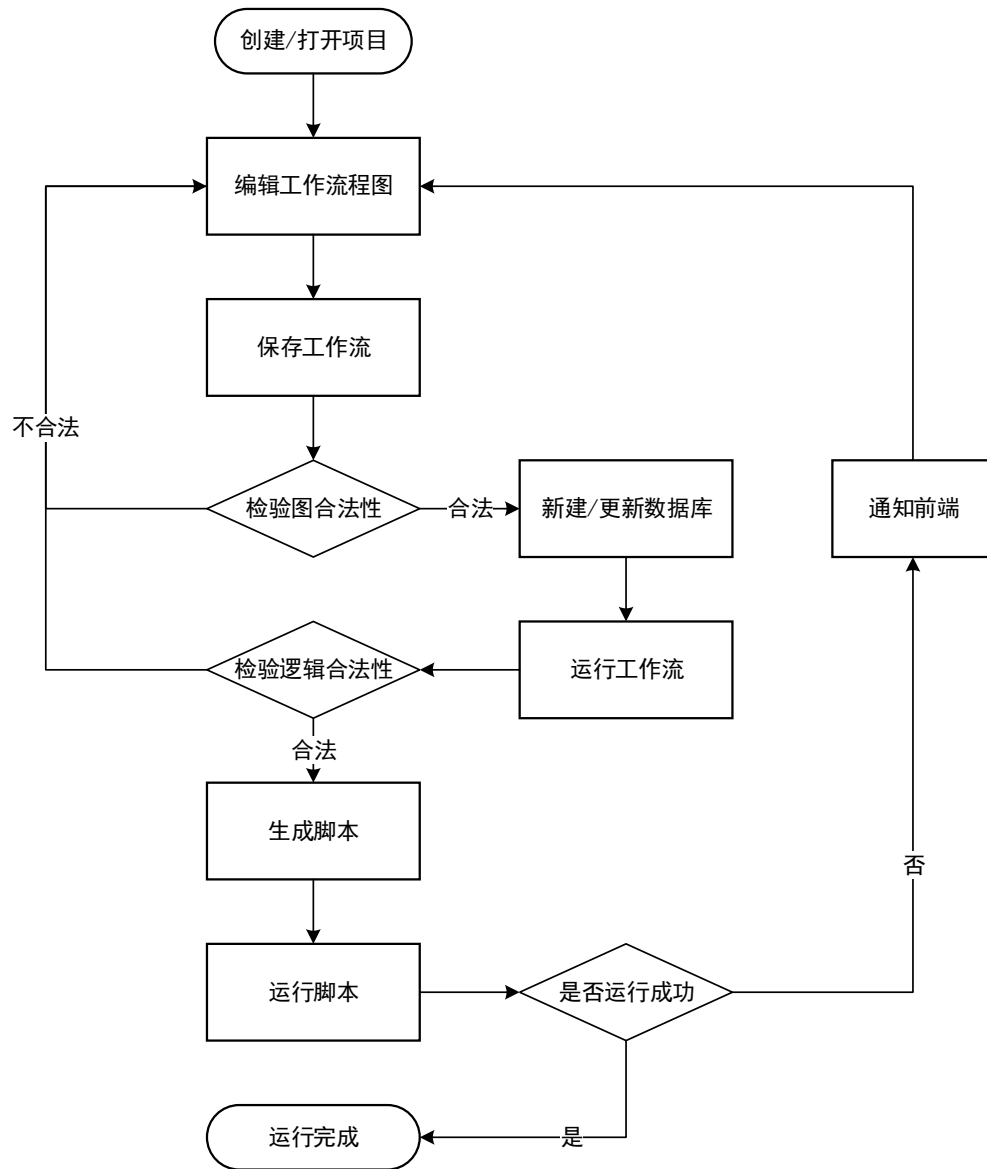 创建/打开项目
编辑工作流程图
保存工作流
不合法
检验图合法性
合法
新建/更新数据库
通知前端
检验逻辑合法性
运行工作流
合法
生成脚本
否
运行脚本
是否运行成功
运行完成
是